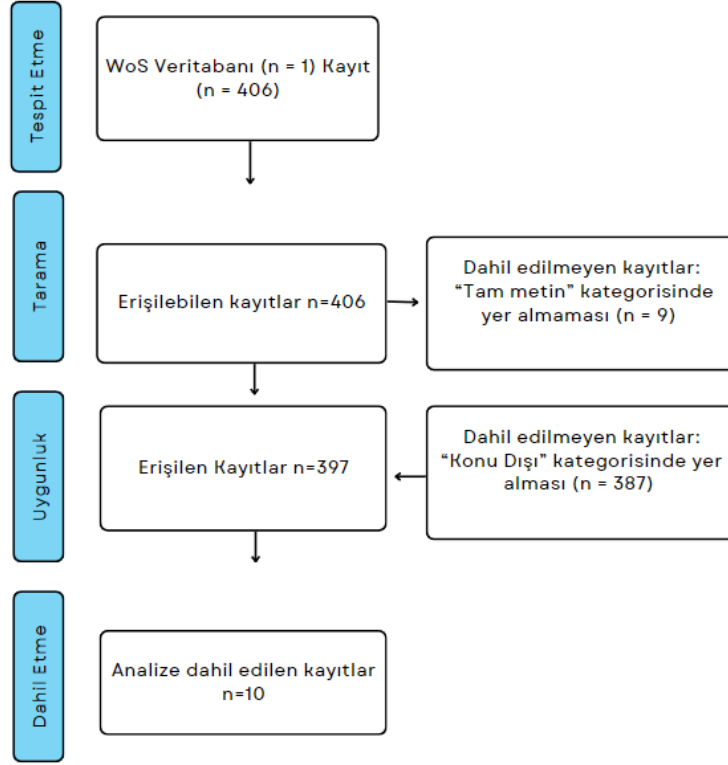 Tespit Etme
WoS Veritabanı (n = 1) Kayıt
(n = 406)
Tarama
Erişilebilen kayıtlar n=406
Dahil edilmeyen kayıtlar:
“Tam metin” kategorisinde
yer almaması (n = 9)
Uygunluk
Erişilen Kayıtlar n=397
Dahil edilmeyen kayıtlar:
“Konu Dışı” kategorisinde yer
alması (n = 387)
Dahil Etme
Analize dahil edilen kayıtlar
n=10